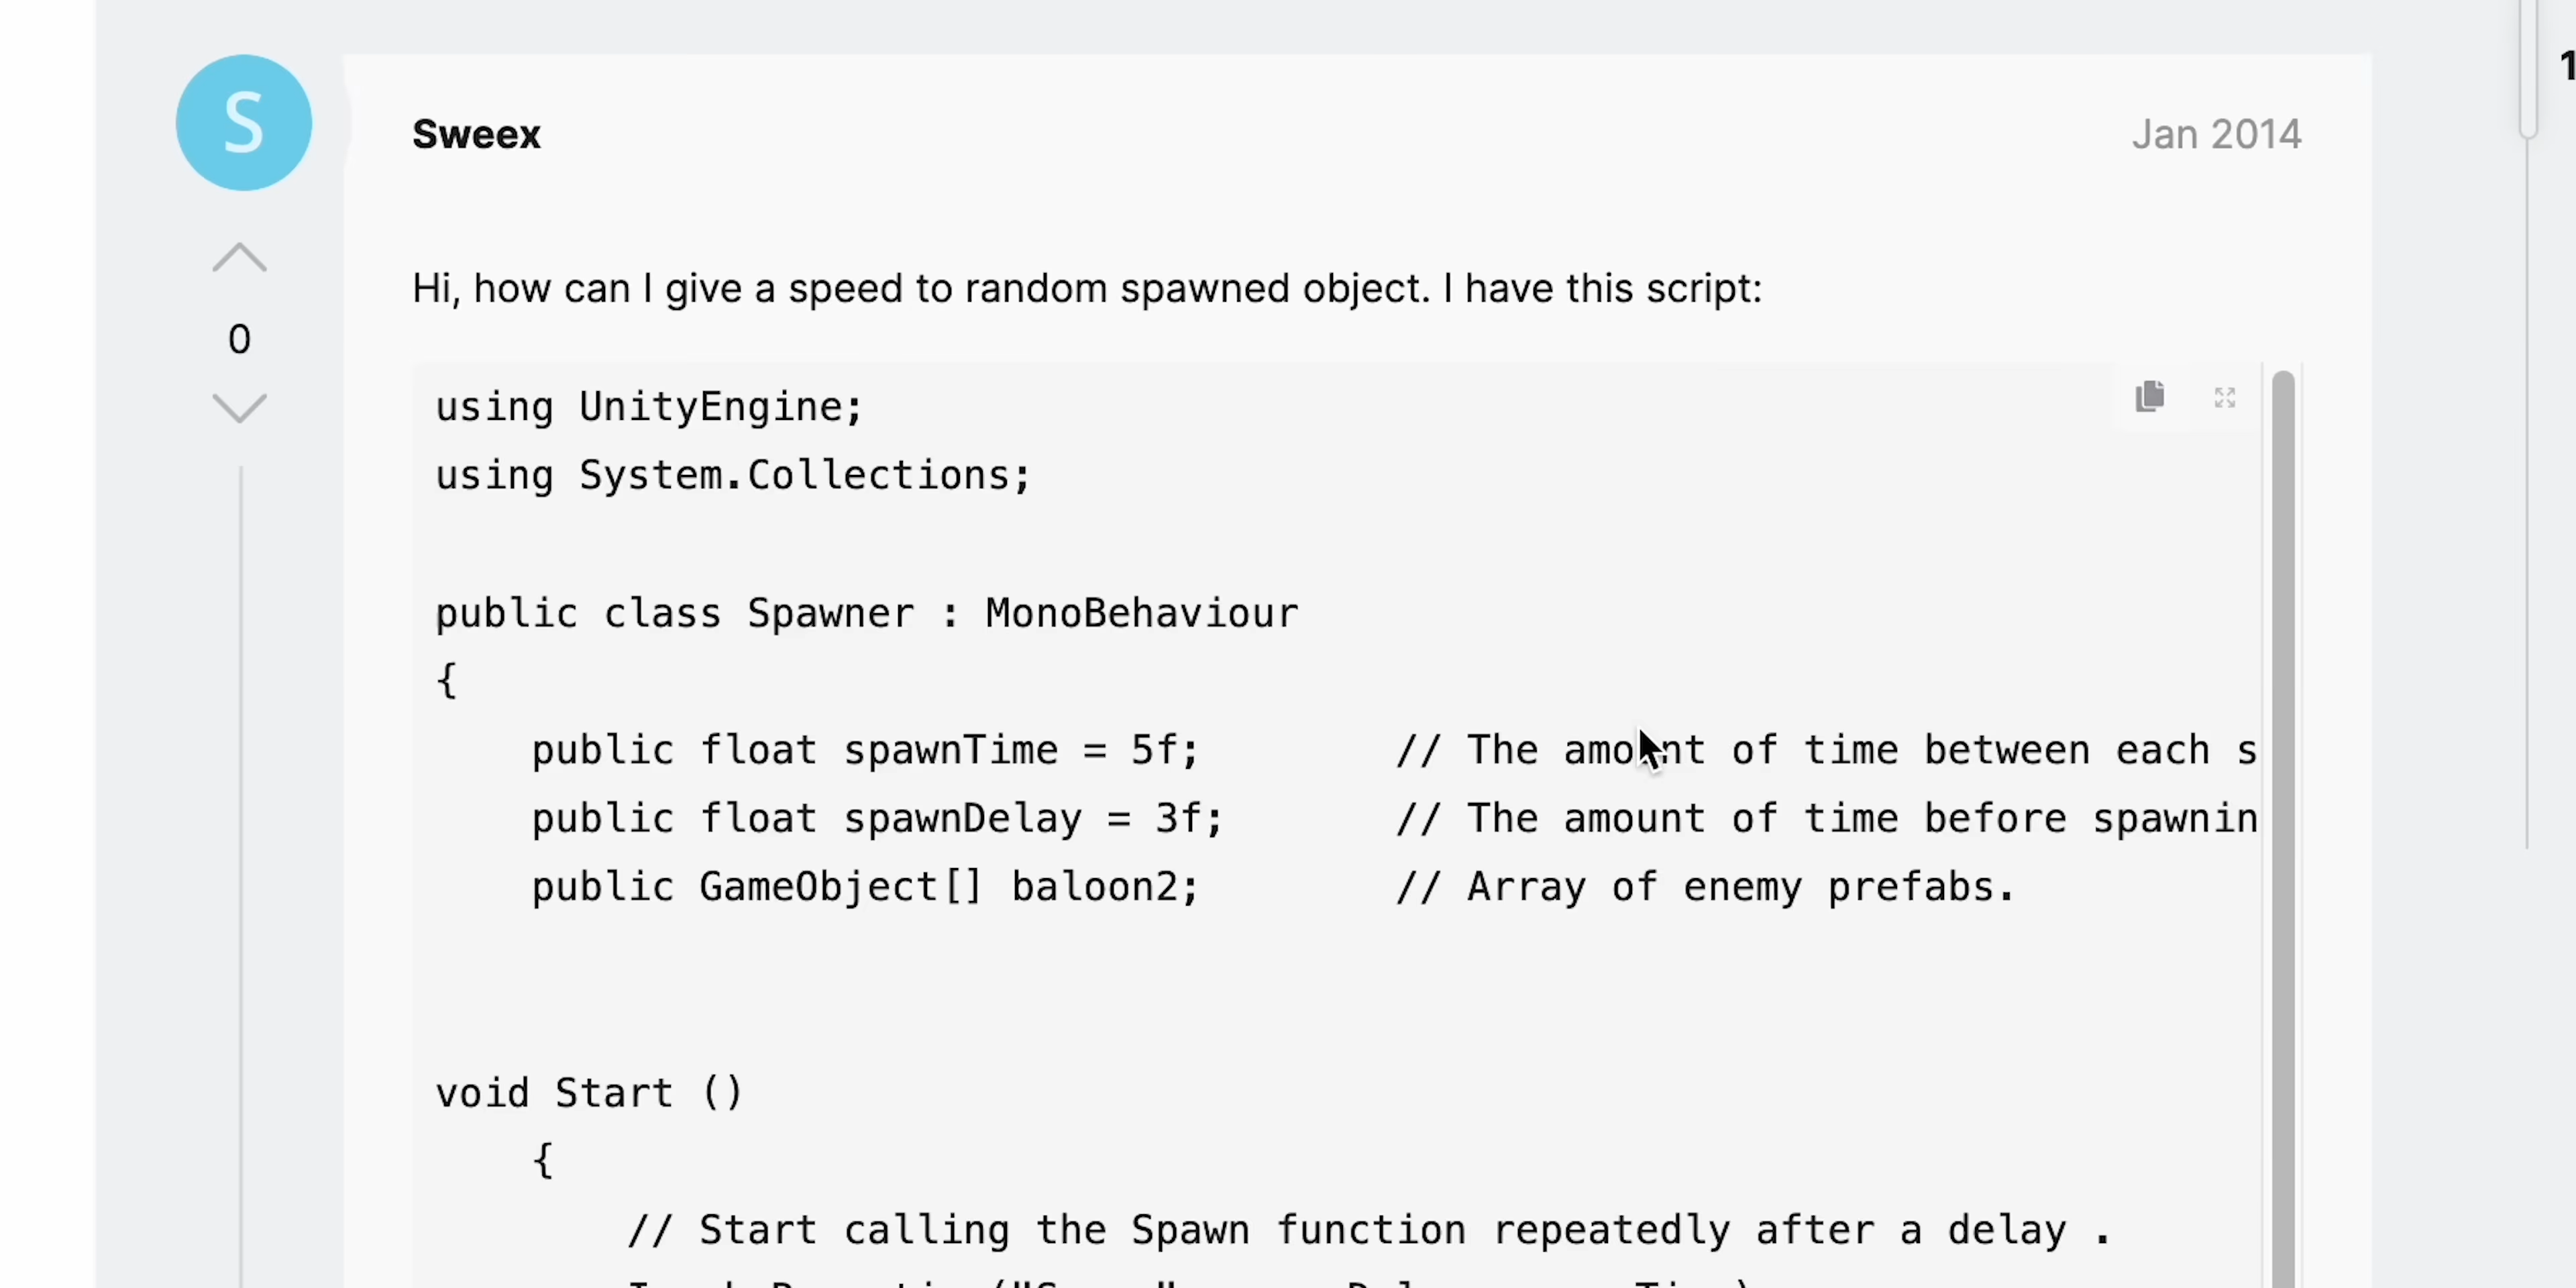 S
Sweex
Jan 2014
1
0
Hi, how can I give a speed to random spawned object. I have this script:
using UnityEngine;
using System.Collections;
public class Spawner : MonoBehaviour
{
public float spawnTime = 5f; // The amount of time between each s
public float spawnDelay = 3f; // The amount of time before spawnin
public GameObject[] baloon2; // Array of enemy prefabs.
void Start ()
{
// Start calling the Spawn function repeatedly after a delay .